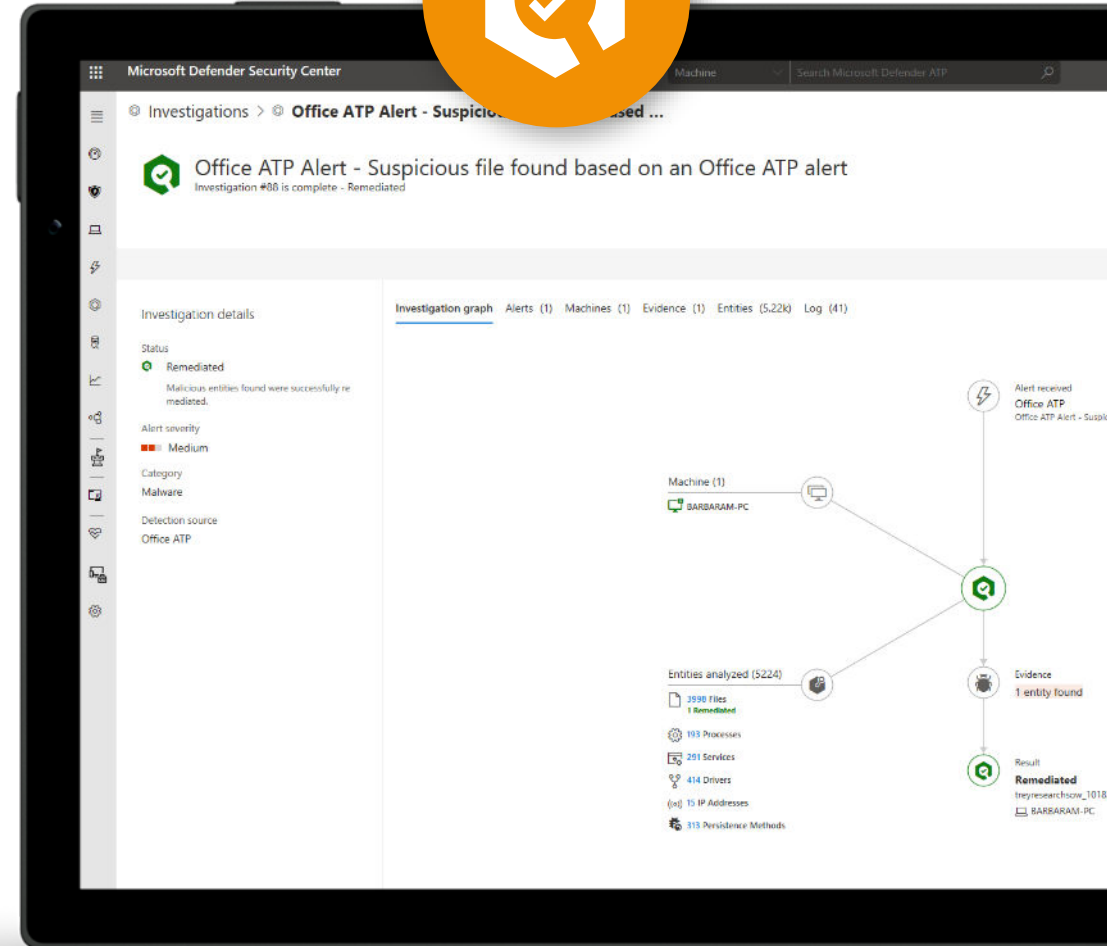 Microsoft Defender Security Center
Machine
Search Microsoft Defender ATP
Investigations > Office ATP Alert - Suspicio sed ...
Office ATP Alert - Suspicious file found based on an Office ATP alert
Investigation #88 is complete - Remediated
Investigation details
Investigation graph Alerts (1) Machines (1) Evidence (1) Entities (5.22k) Log (41)
Status
Remediated
Malicious entities found were successfully re
mediated.
Alert severity
Medium
Category
Malware
Detection source
Office ATP
Alert received
Office ATP
Office ATP Alert - Suspic
Machine (1)
BARBARAM-PC
Entities analyzed (5224)
3998 Files
1 Remediated
193 Processes
291 Services
414 Drivers
15 IP Addresses
313 Persistence Methods
Evidence
1 entity found
Result
Remediated
treyresearchsow_1018
BARBARAM-PC